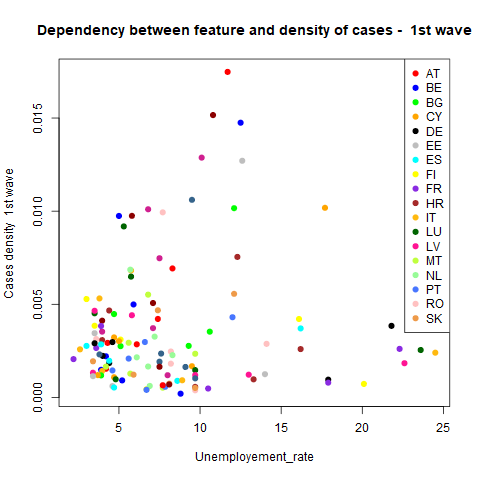 Dependency between feature and density of cases - 1st wave
Cases density 1st wave
0.015
0.010
0.005
0.000
5
10
15
20
25
Unemployement_rate
AT
BE
BG
CY
DE
EE
ES
FI
FR
HR
IT
LU
LV
MT
NL
PT
RO
SK